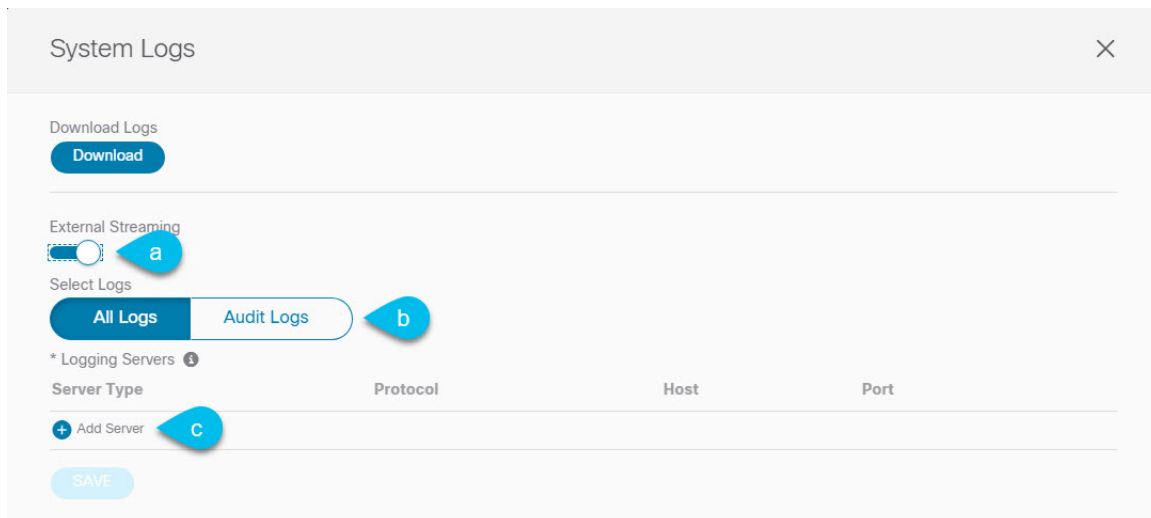 System Logs
Download Logs
Download
External Streaming
a
Select Logs
All Logs Audit Logs
b
* Logging Servers
Server Type Protocol Host Port
Add Server
c
SAVE